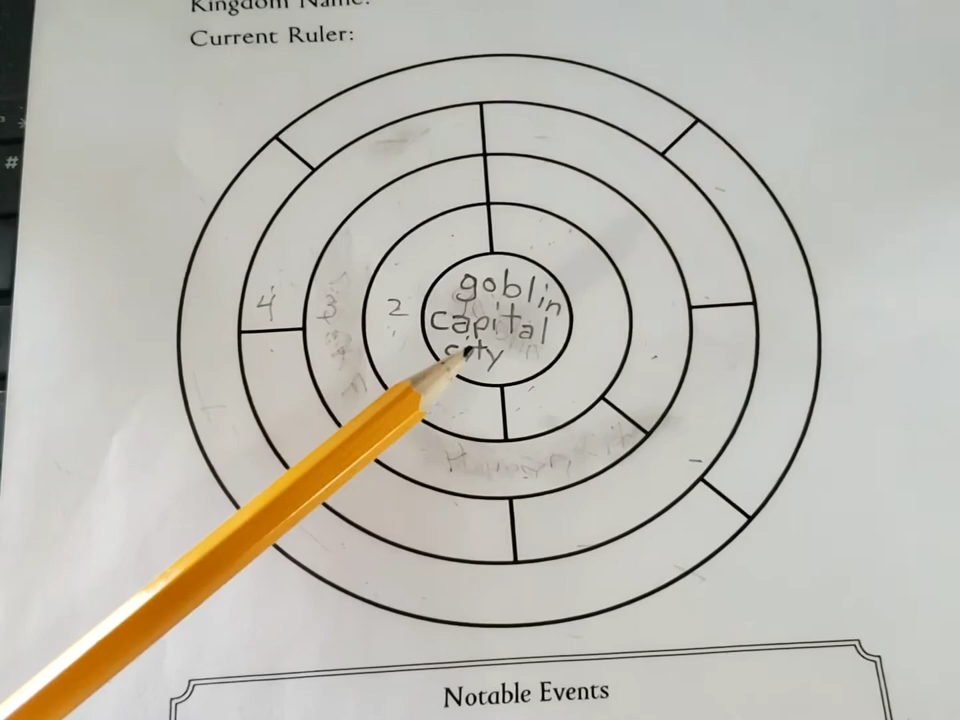 Kingdom Name:
Current Ruler:
goblin
capital
city
4 3 2
Notable Events
#